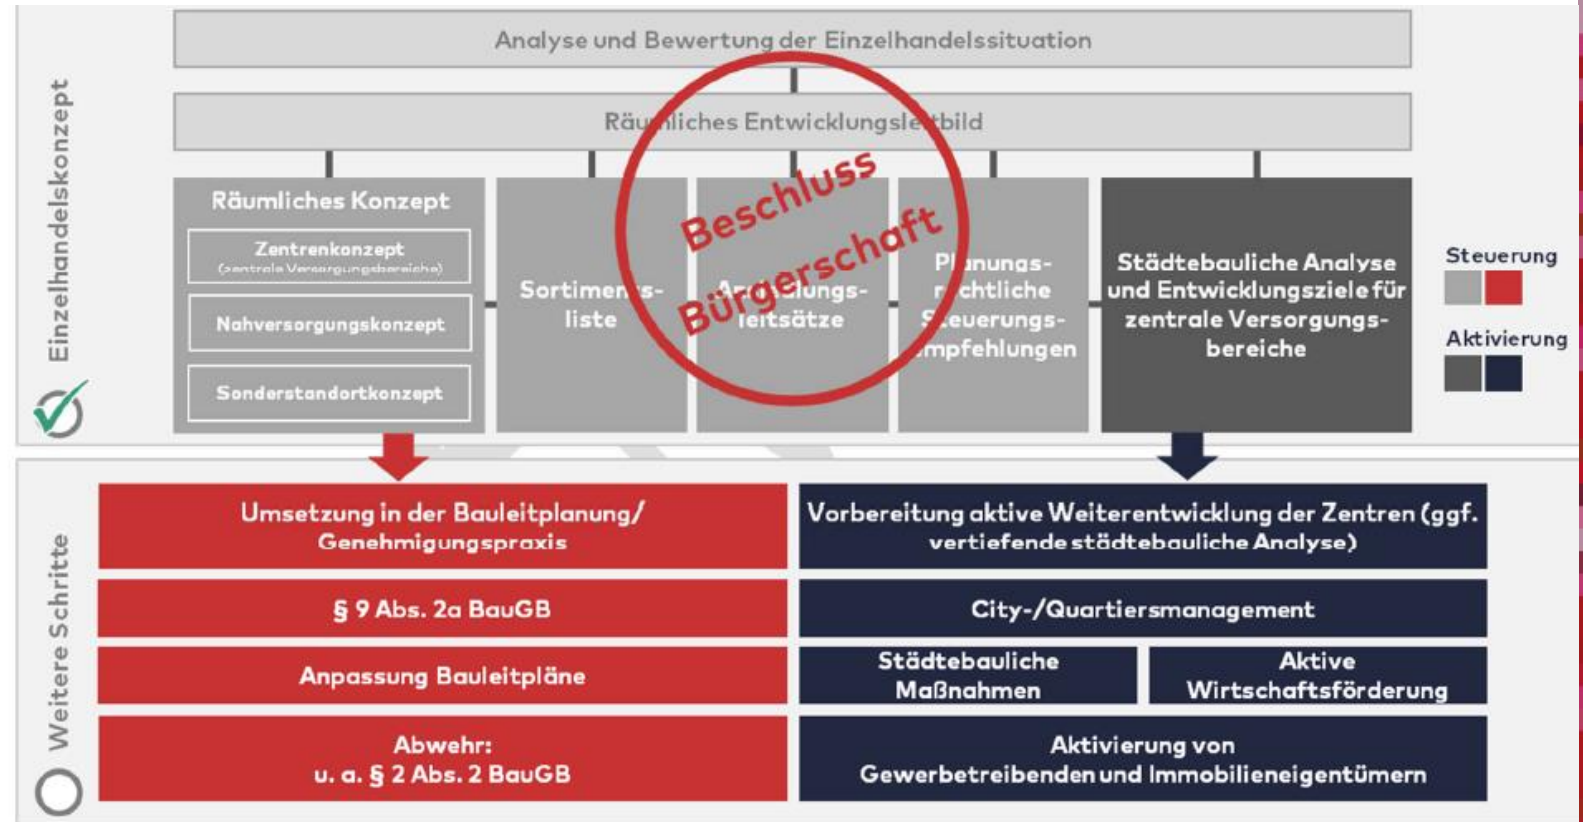 Einzelhandelskonzept
Analyse und Bewertung der Einzelhandelssituation
Räumliches Entwicklungsleitbild
Räumliches Konzept
Zentrenkonzept
(zentrale Versorgungsbereiche)
Nahversorgungskonzept
Sonderstandortkonzept
Sortiments-
liste
Ansiedlungs-
leitsätze
Planungs-
rechtliche
Steuerungs-
empfehlungen
Städtebauliche Analyse
und Entwicklungsziele für
zentrale Versorgungs-
bereiche
Beschluss
Bürgerschaft
Steuerung
Aktivierung
Weitere Schritte
Umsetzung in der Bauleitplanung/
Genehmigungspraxis
§ 9 Abs. 2a BauGB
Anpassung Bauleitpläne
Abwehr:
u. a. § 2 Abs. 2 BauGB
Vorbereitung aktive Weiterentwicklung der Zentren (ggf.
vertiefende städtebauliche Analyse)
City-/Quartiersmanagement
Städtebauliche
Maßnahmen
Aktive
Wirtschaftsförderung
Aktivierung von
Gewerbetreibenden und Immobilieneigentümern